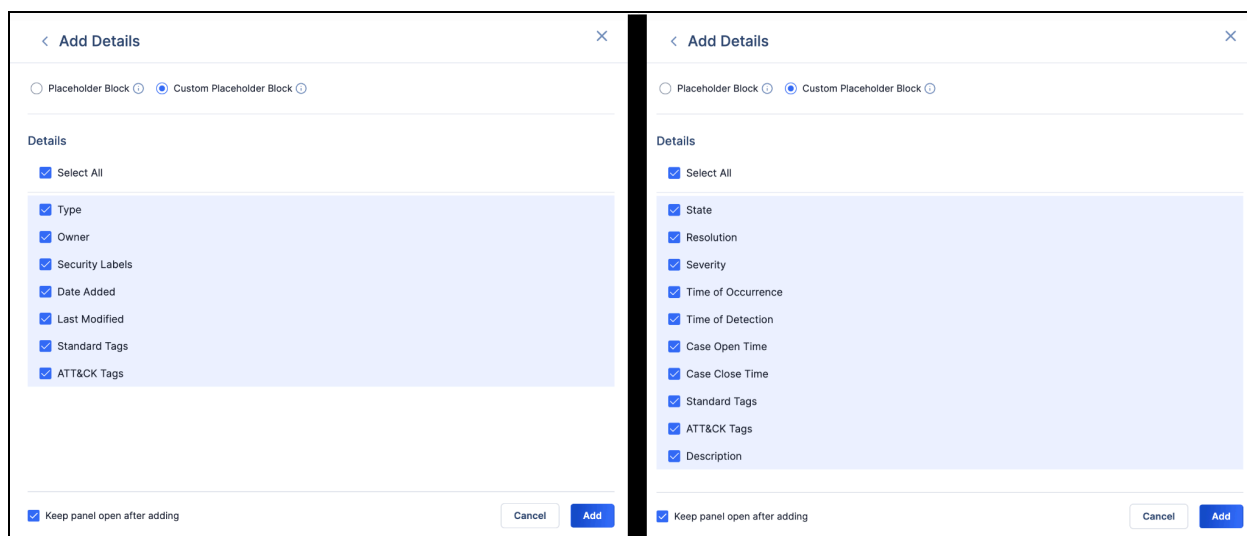 Add Details
Placeholder Block Custom Placeholder Block
Details
Select All
Type
Owner
Security Labels
Date Added
Last Modified
Standard Tags
ATT&CK Tags
Keep panel open after adding Cancel Add
Add Details
Placeholder Block Custom Placeholder Block
Details
Select All
State
Resolution
Severity
Time of Occurrence
Time of Detection
Case Open Time
Case Close Time
Standard Tags
ATT&CK Tags
Description
Keep panel open after adding Cancel Add